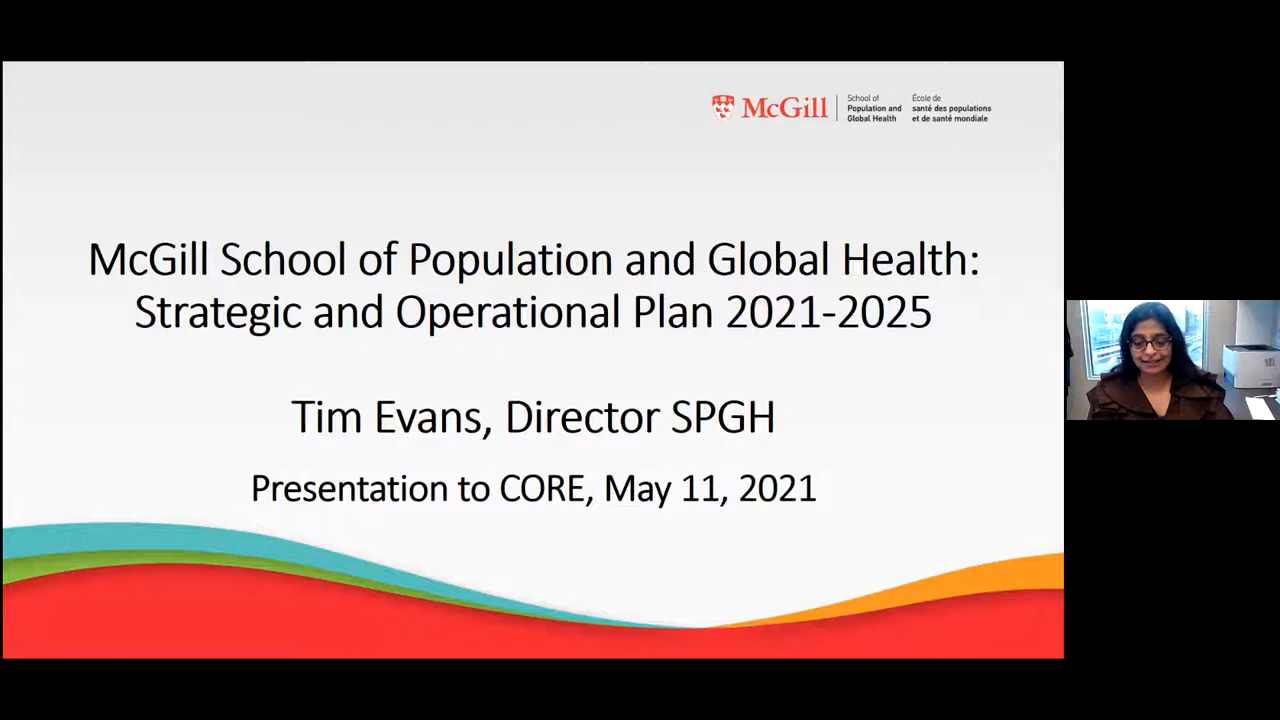 McGill
School of
Population and
Global Health
École de
santé des populations
et de santé mondiale
McGill School of Population and Global Health:
Strategic and Operational Plan 2021-2025
Tim Evans, Director SPGH
Presentation to CORE, May 11, 2021